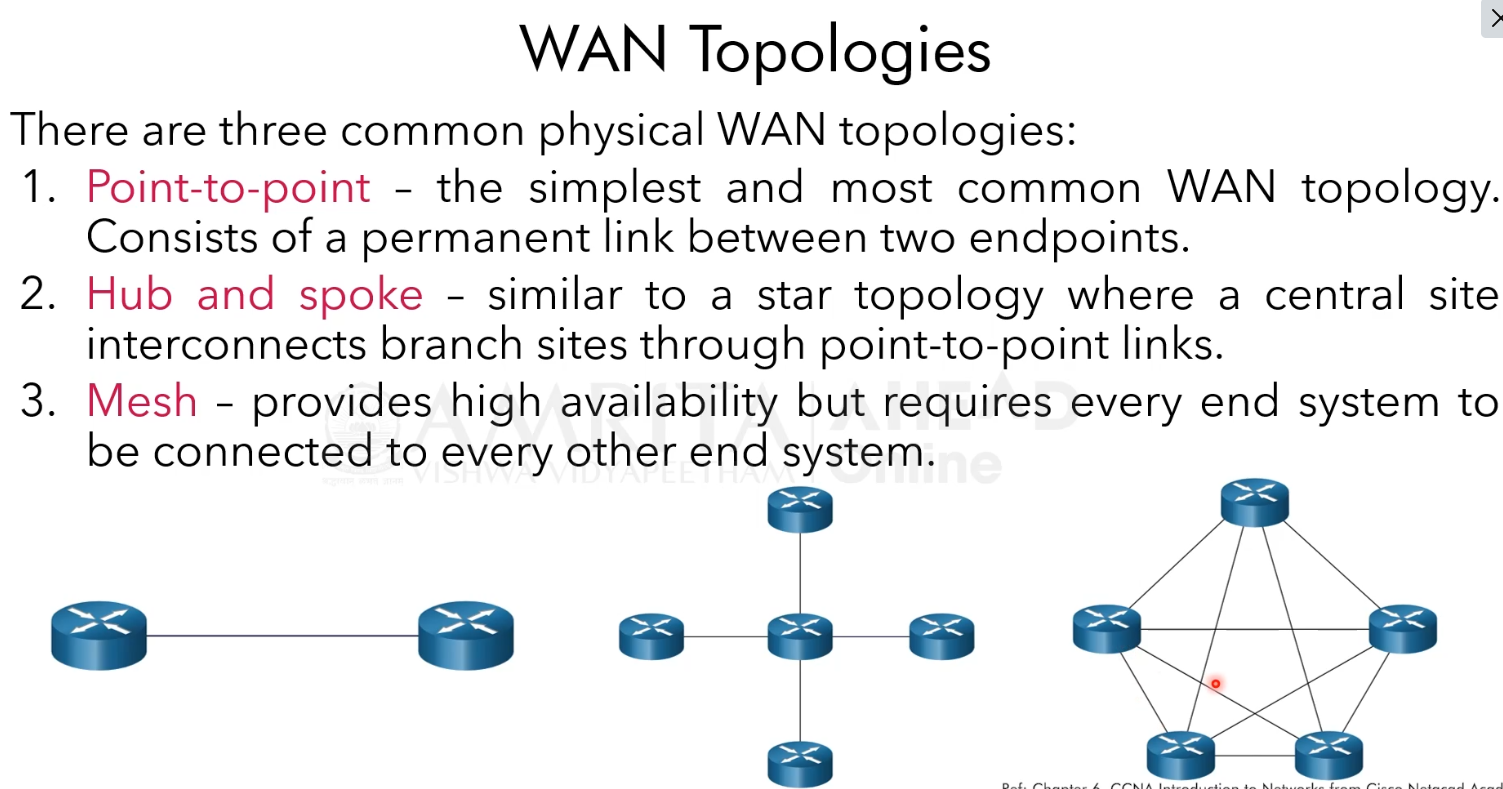 WAN Topologies
There are three common physical WAN topologies:
1. Point-to-point – the simplest and most common WAN topology.
Consists of a permanent link between two endpoints.
2. Hub and spoke – similar to a star topology where a central site
interconnects branch sites through point-to-point links.
3. Mesh – provides high availability but requires every end system to
be connected to every other end system.
AMRITA AHEAD
VISHWA VIDYAPEETHAM Online
Ref: Chapter 6, CCNA Introduction to Networks from Cisco Netacad Acad